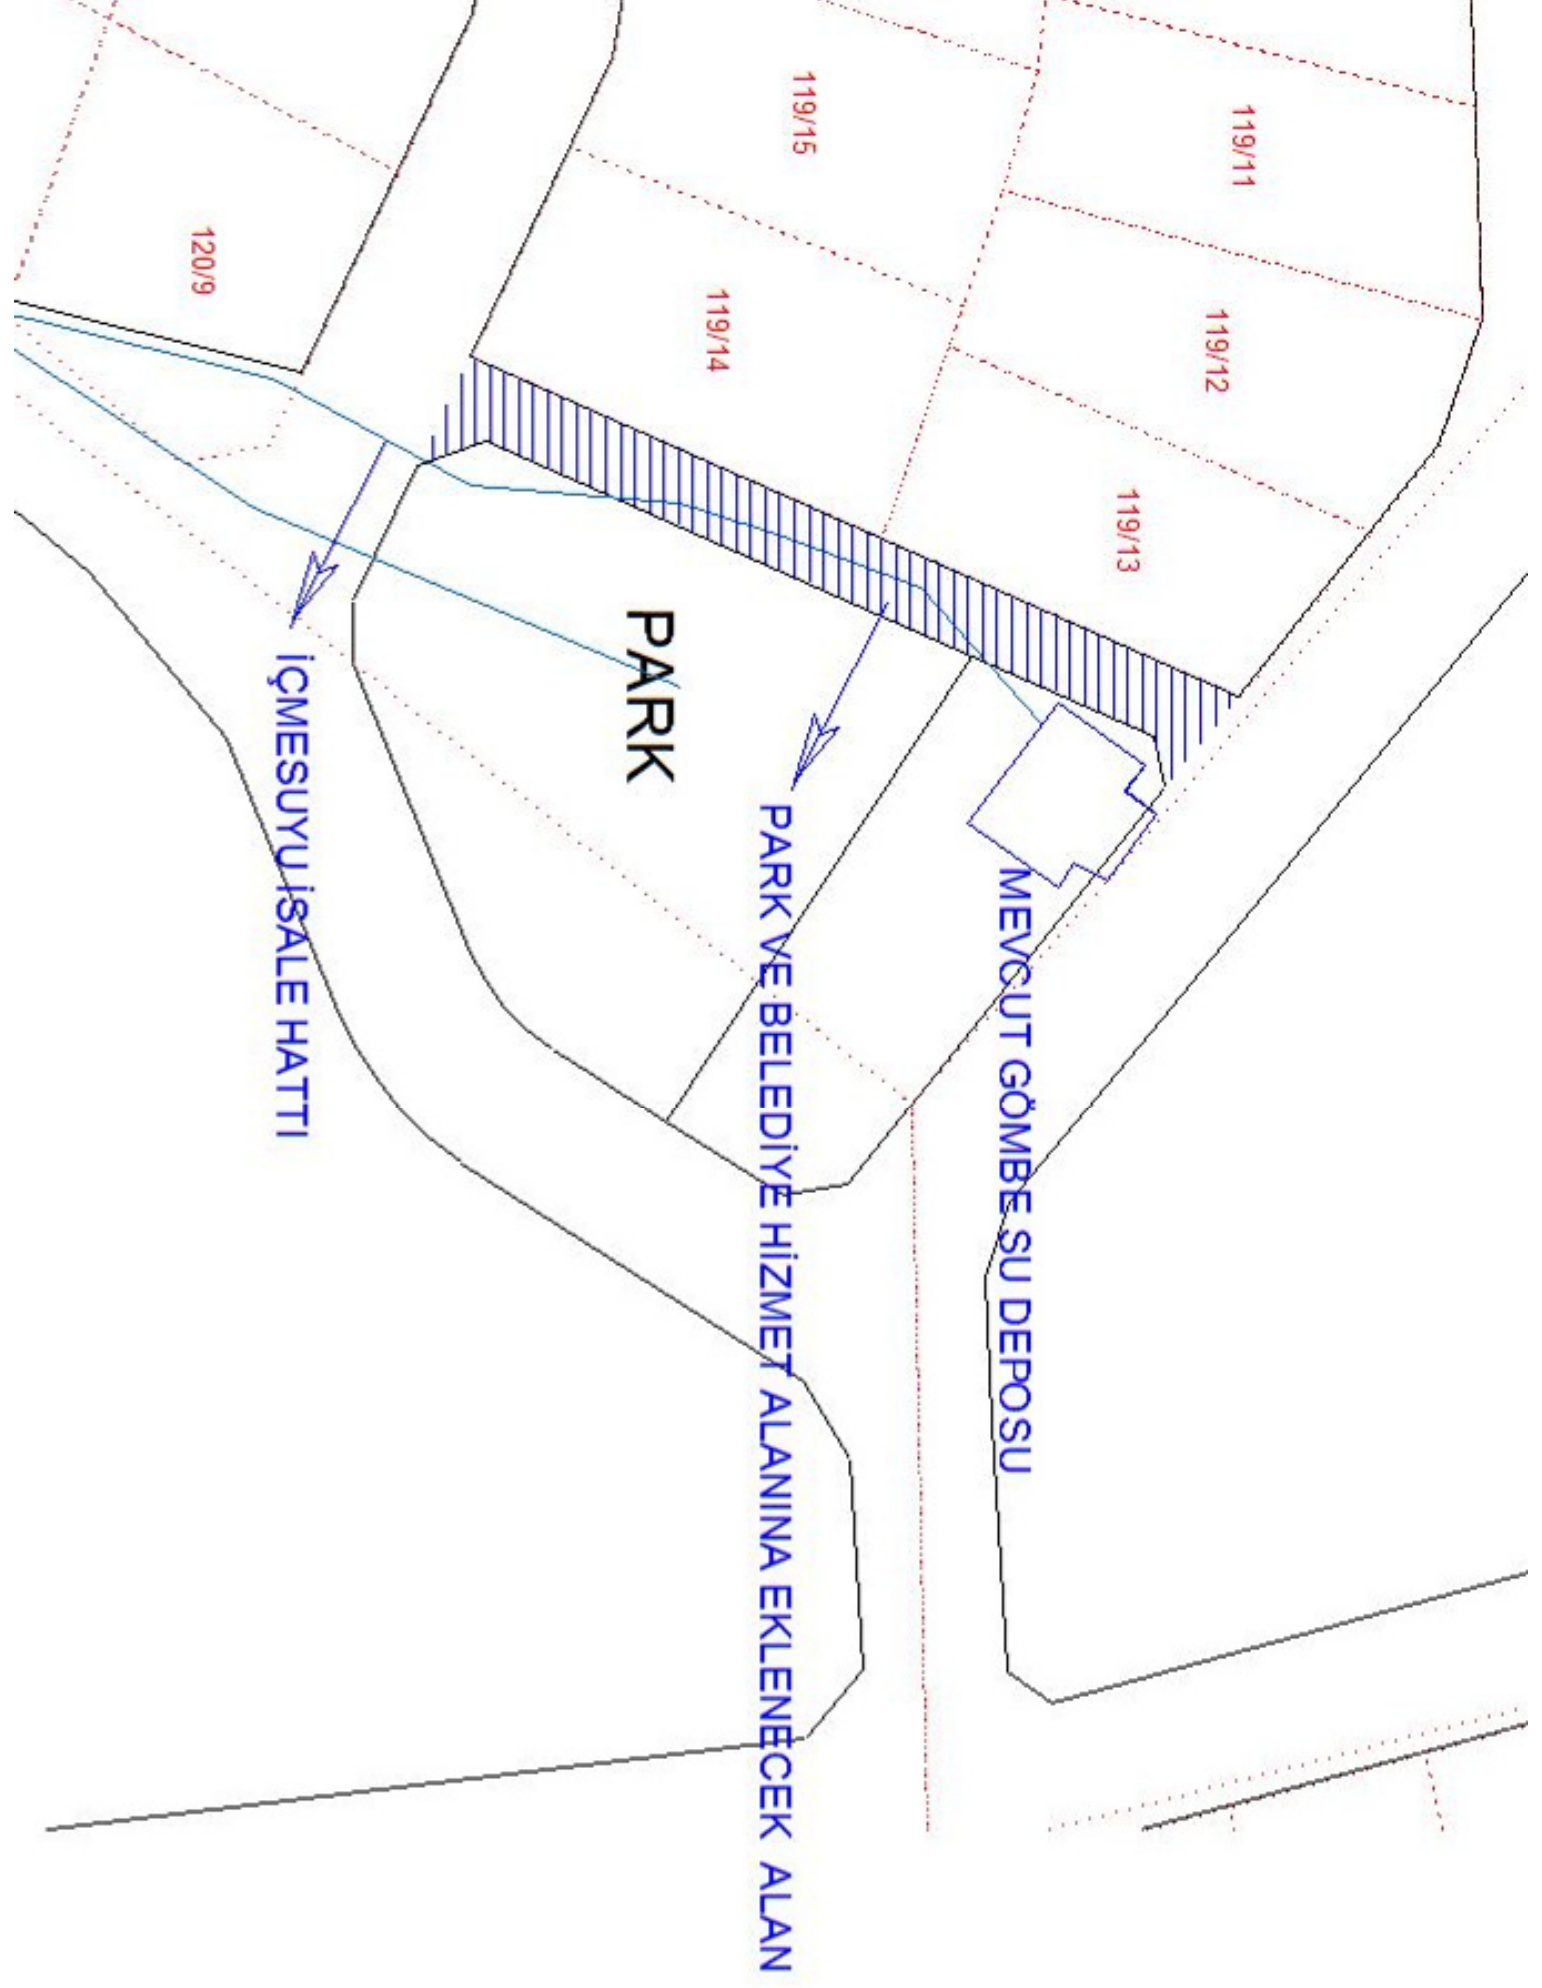 119/11
119/15
119/12
119/14
120/9
119/13
PARK
İÇMESUYU İSALE HATTI
PARK VE BELEDİYE HİZMET ALANINA EKLENECEK ALAN
MEVCUT GÖMBE SU DEPOSU